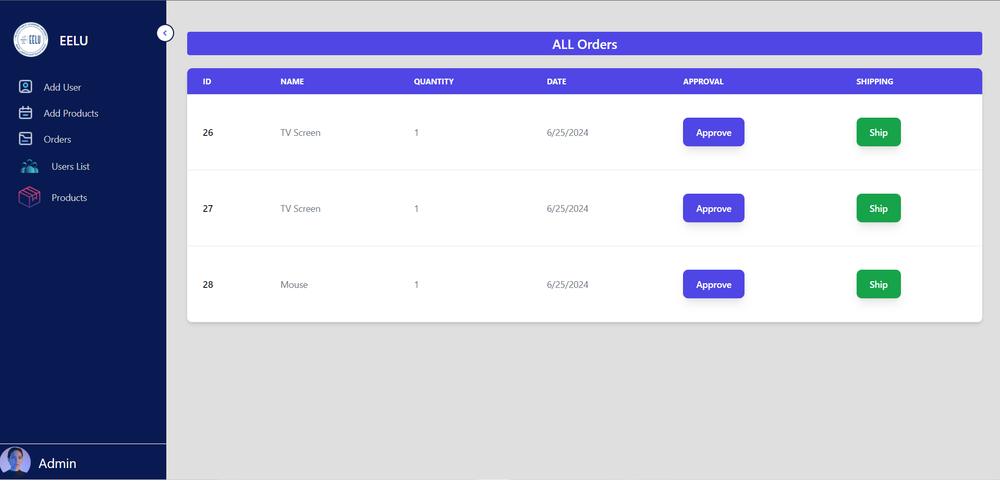 EELU
EELU
Add User
Add Products
Orders
Users List
Products
Admin
ALL Orders
ID NAME QUANTITY DATE APPROVAL SHIPPING
26 TV Screen 1 6/25/2024 Approve Ship
27 TV Screen 1 6/25/2024 Approve Ship
28 Mouse 1 6/25/2024 Approve Ship